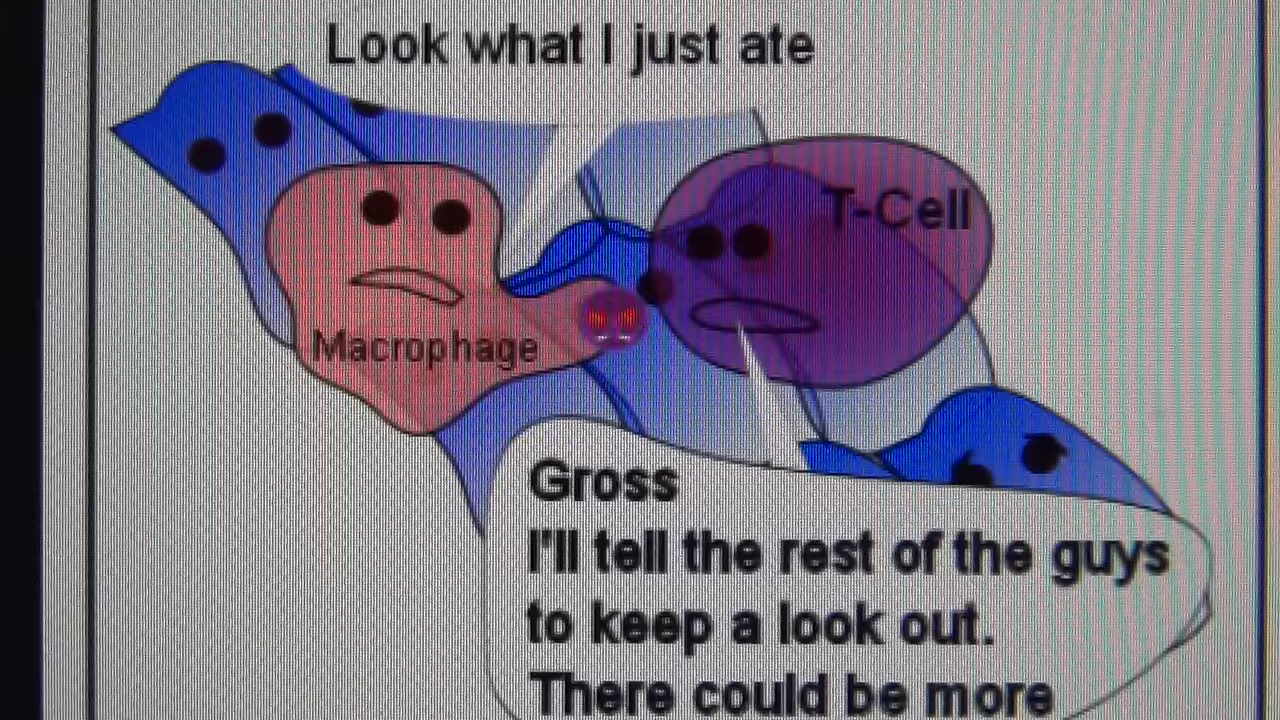 Look what I just ate
T-Cell
Macrophage
Gross
I'll tell the rest of the guys
to keep a look out.
There could be more